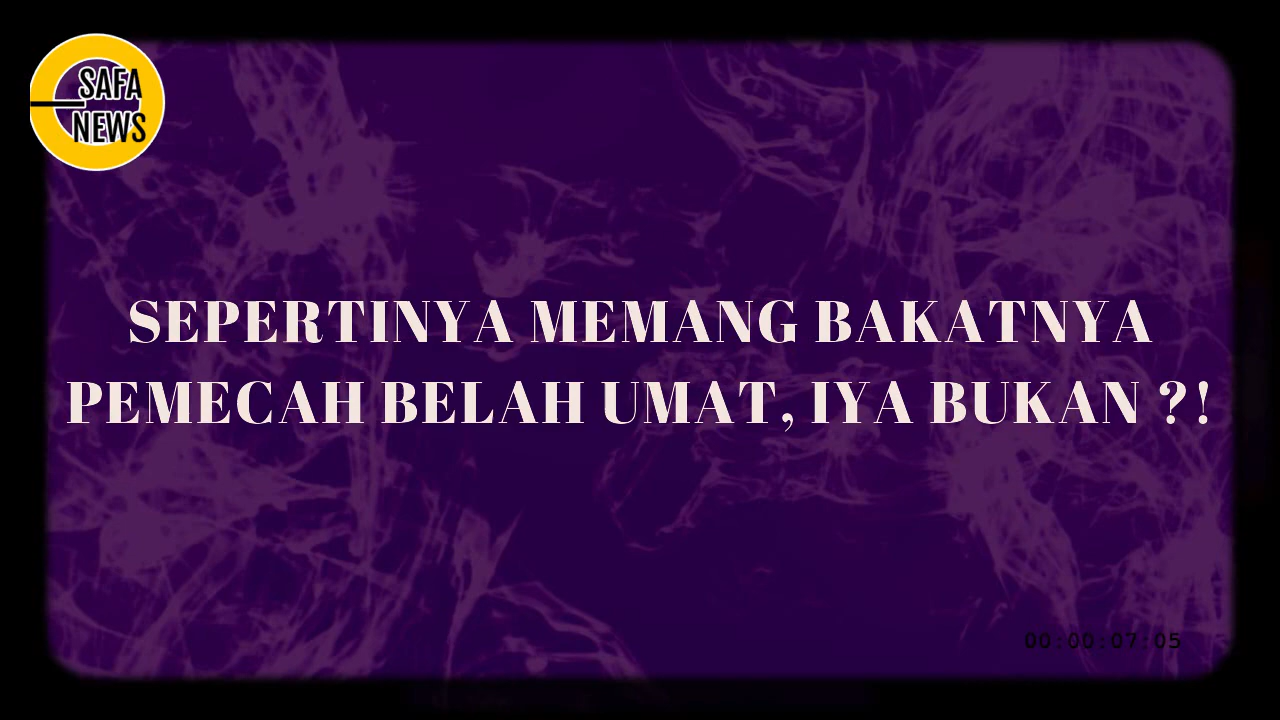 SAFA
NEWS
SEPERTINYA MEMANG BAKATNYA
PEMECAH BELAH UMAT, IYA BUKAN ?!
00:00:07:05